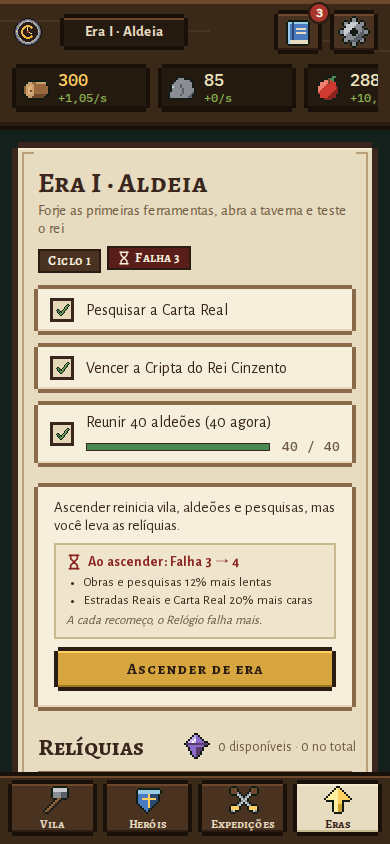 Era I · Aldeia
3
300
+1,05/s
85
+0/s
288
+10,
Era I · Aldeia
Forje as primeiras ferramentas, abra a taverna e teste
o rei
Ciclo 1
Falha 3
Pesquisar a Carta Real
Vencer a Cripta do Rei Cinzento
Reunir 40 aldeões (40 agora)
40 / 40
Ascender reinicia vila, aldeões e pesquisas, mas
você leva as relíquias.
Ao ascender: Falha 3 → 4
• Obras e pesquisas 12% mais lentas
• Estradas Reais e Carta Real 20% mais caras
A cada recomeço, o Relógio falha mais.
Ascender de era
Relíquias
0 disponíveis · 0 no total
Vila
Heróis
Expedições
Eras